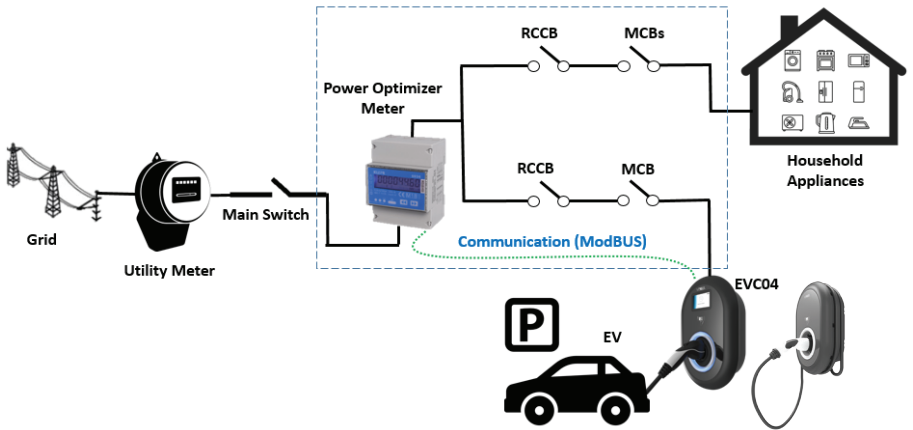 RCCB
MCBs
Power Optimizer
Meter
Household
Appliances
RCCB
MCB
Main Switch
Grid
Communication (ModBUS)
Utility Meter
EVC04
P
EV